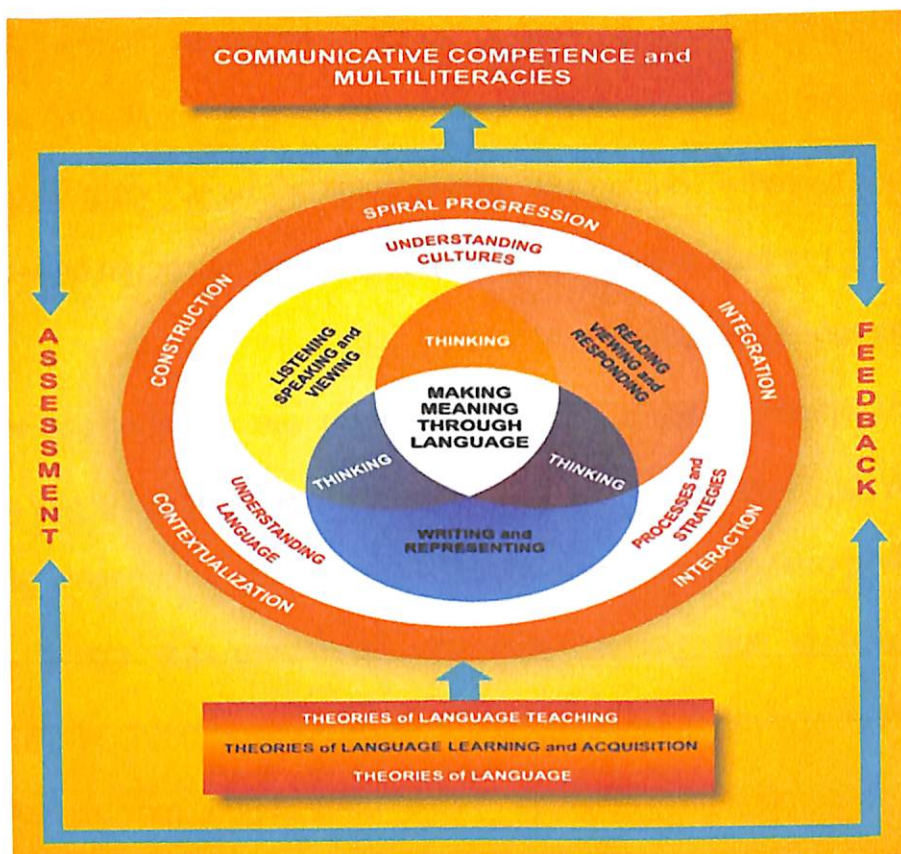 COMMUNICATIVE COMPETENCE and
MULTILITERACIES
SPIRAL PROGRESSION
UNDERSTANDING
CULTURES
CONSTRUCTION
INTEGRATION
ASSESSMENT
FEEDBACK
LISTENING
SPEAKING and
VIEWING
THINKING
READING
VIEWING and
RESPONDING
MAKING
MEANING
THROUGH
LANGUAGE
THINKING
THINKING
UNDERSTANDING
LANGUAGE
WRITING and
REPRESENTING
PROCESSES and
STRATEGIES
CONTEXTUALIZATION
INTERACTION
THEORIES of LANGUAGE TEACHING
THEORIES of LANGUAGE LEARNING and ACQUISITION
THEORIES of LANGUAGE